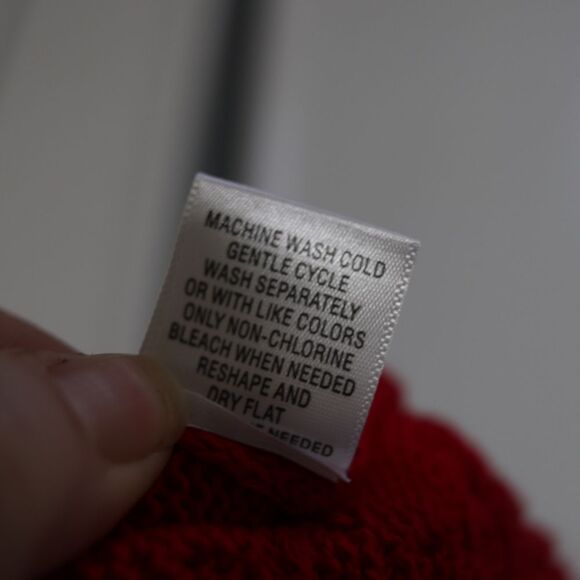 MACHINE WASH COLD
GENTLE CYCLE
WASH SEPARATELY
OR WITH LIKE COLORS
ONLY NON-CHLORINE
BLEACH WHEN NEEDED
RESHAPE AND
DRY FLAT
NEEDED